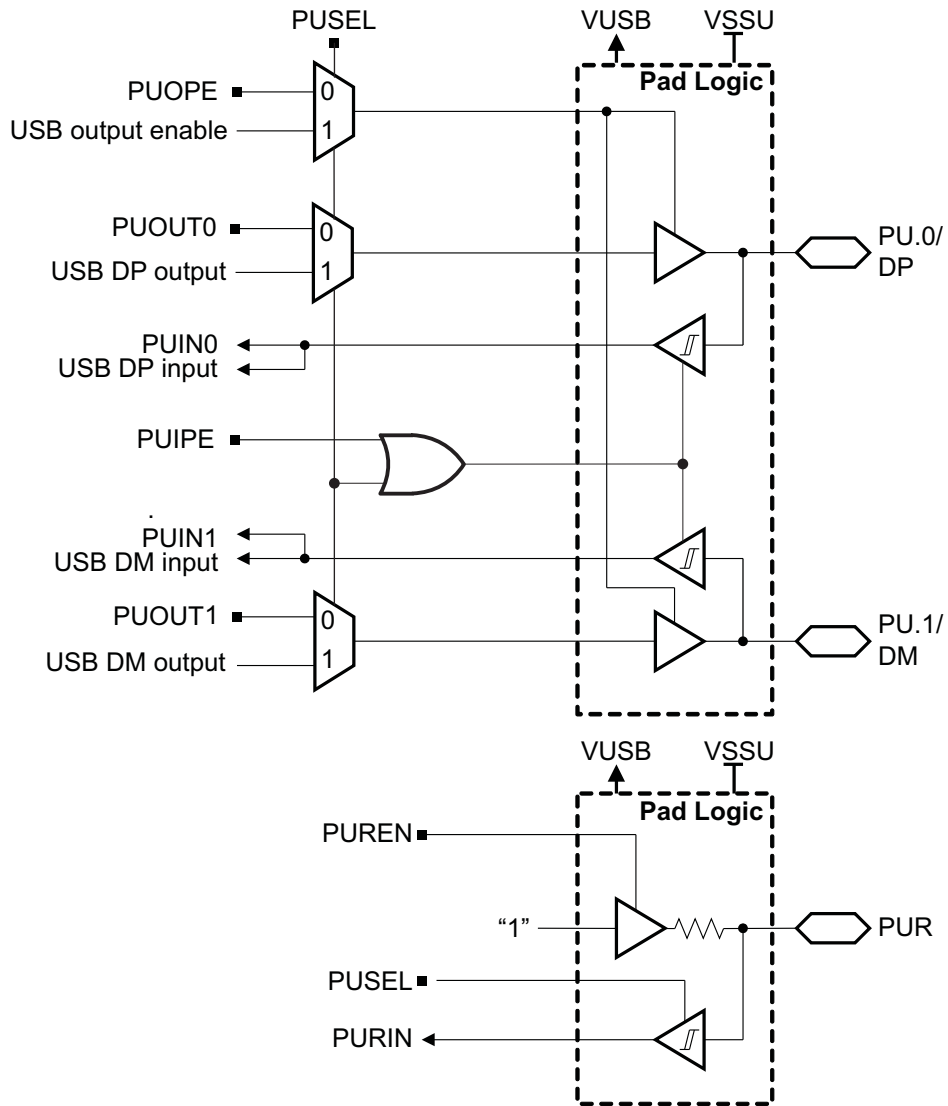 PUSEL
VUSB
VSSU
Pad Logic
PUOPE
0
USB output enable
1
PUOUT0
0
USB DP output
1
PU.0/
DP
PUIN0
USB DP input
PUIPE
PUIN1
USB DM input
PUOUT1
0
USB DM output
1
PU.1/
DM
VUSB
VSSU
Pad Logic
PUREN
“1”
PUR
PUSEL
PURIN